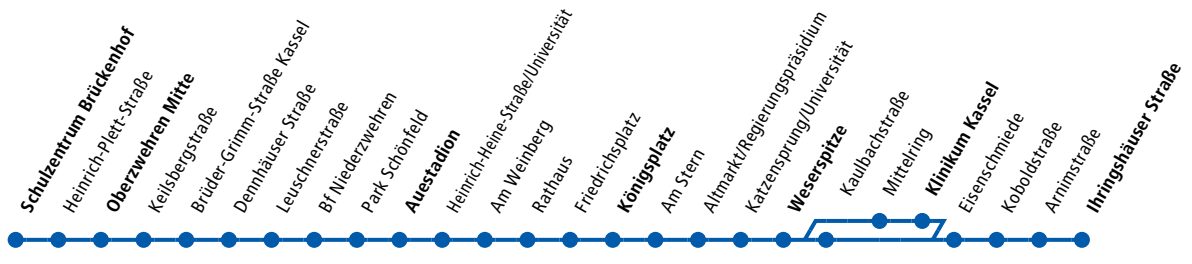 Schulzentrum Brückenhof
Heinrich-Plett-Straße
Oberzwehren Mitte
Keilsbergstraße
Brüder-Grimm-Straße Kassel
Dennhäuser Straße
Leuschnerstraße
Bf Niederzwehren
Park Schönfeld
Auestadion
Heinrich-Heine-Straße/Universität
Am Weinberg
Rathaus
Friedrichsplatz
Königsplatz
Am Stern
Altmarkt/Regierungspräsidium
Katzensprung/Universität
Weserspitze
Kaulbachstraße
Mittelring
Klinikum Kassel
Eisenschmiede
Koboldstraße
Arnimstraße
Ihringshäuser Straße